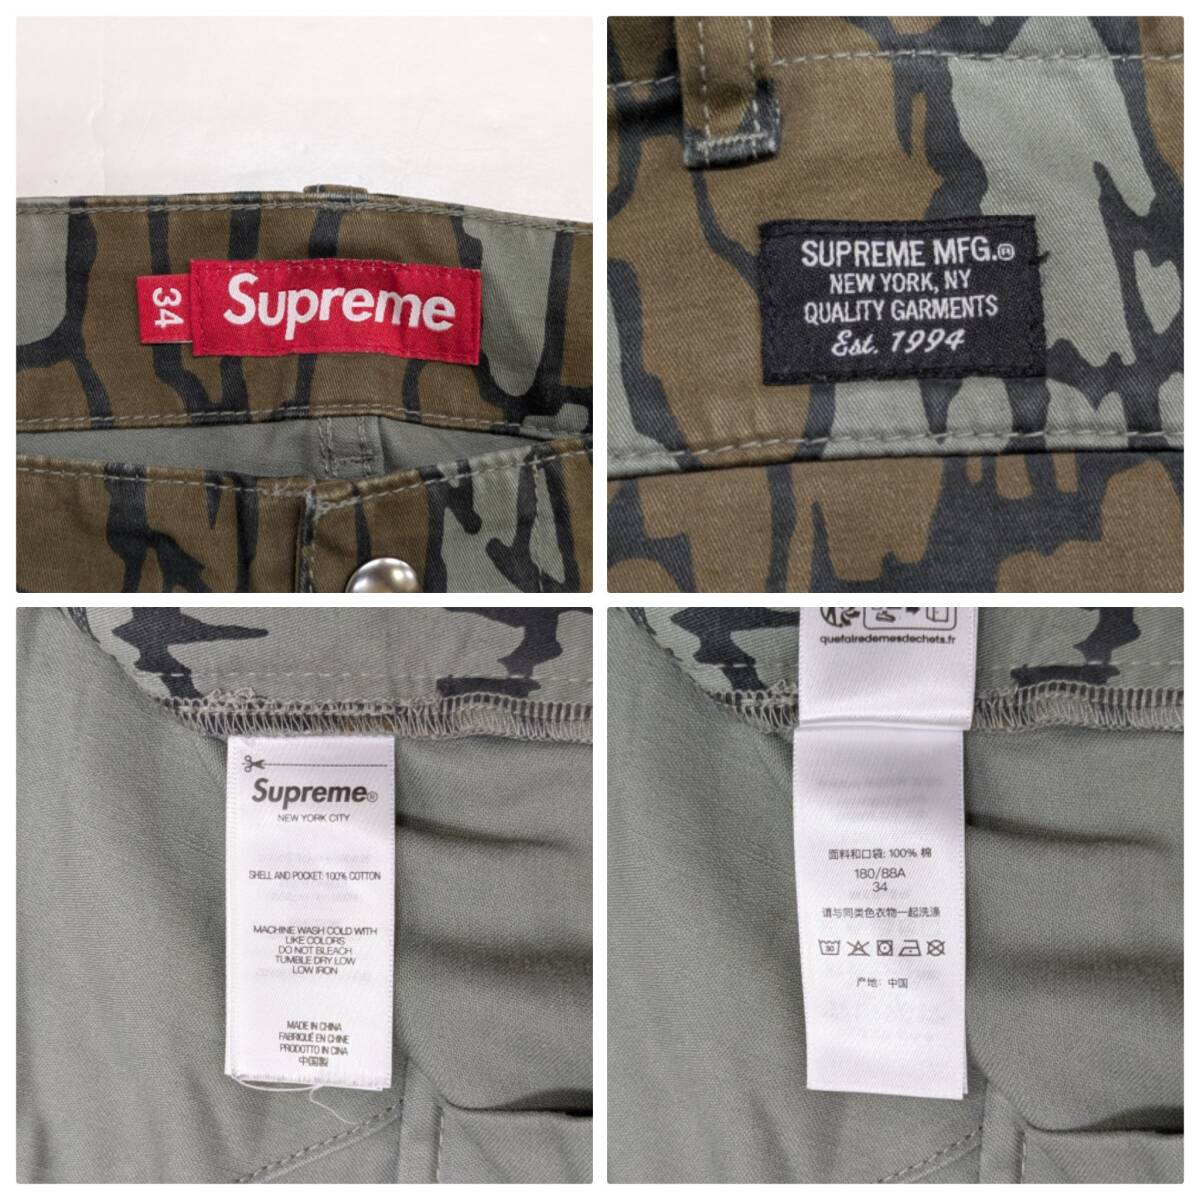 34
Supreme
SUPREME MFG.®
NEW YORK, NY
QUALITY GARMENTS
Est. 1994
Supreme®
NEW YORK CITY
SHELL AND POCKET: 100% COTTON
MACHINE WASH COLD WITH
LIKE COLORS
DO NOT BLEACH
TUMBLE DRY LOW
LOW IRON
MADE IN CHINA
FABRIQUÉ EN CHINE
PRODOTTO IN CINA
中国製
quefairedemesdechets.fr
面料和口袋: 100% 棉
180/88A
34
请与同类色衣物一起洗涤
30
产地: 中国